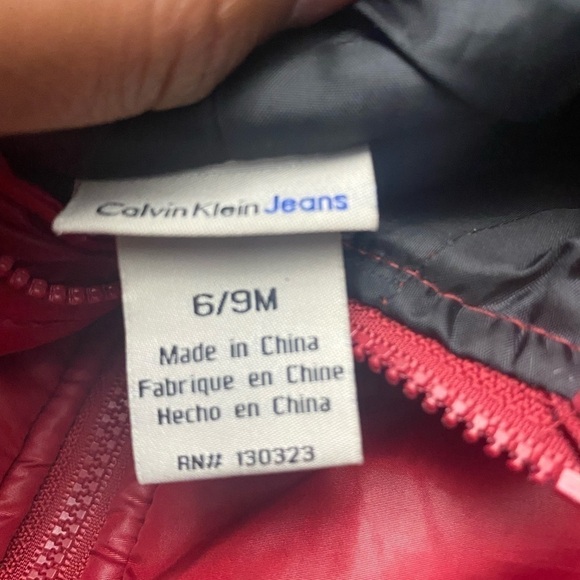 Calvin Klein Jeans
6/9M
Made in China
Fabrique en Chine
Hecho en China
RN# 130323